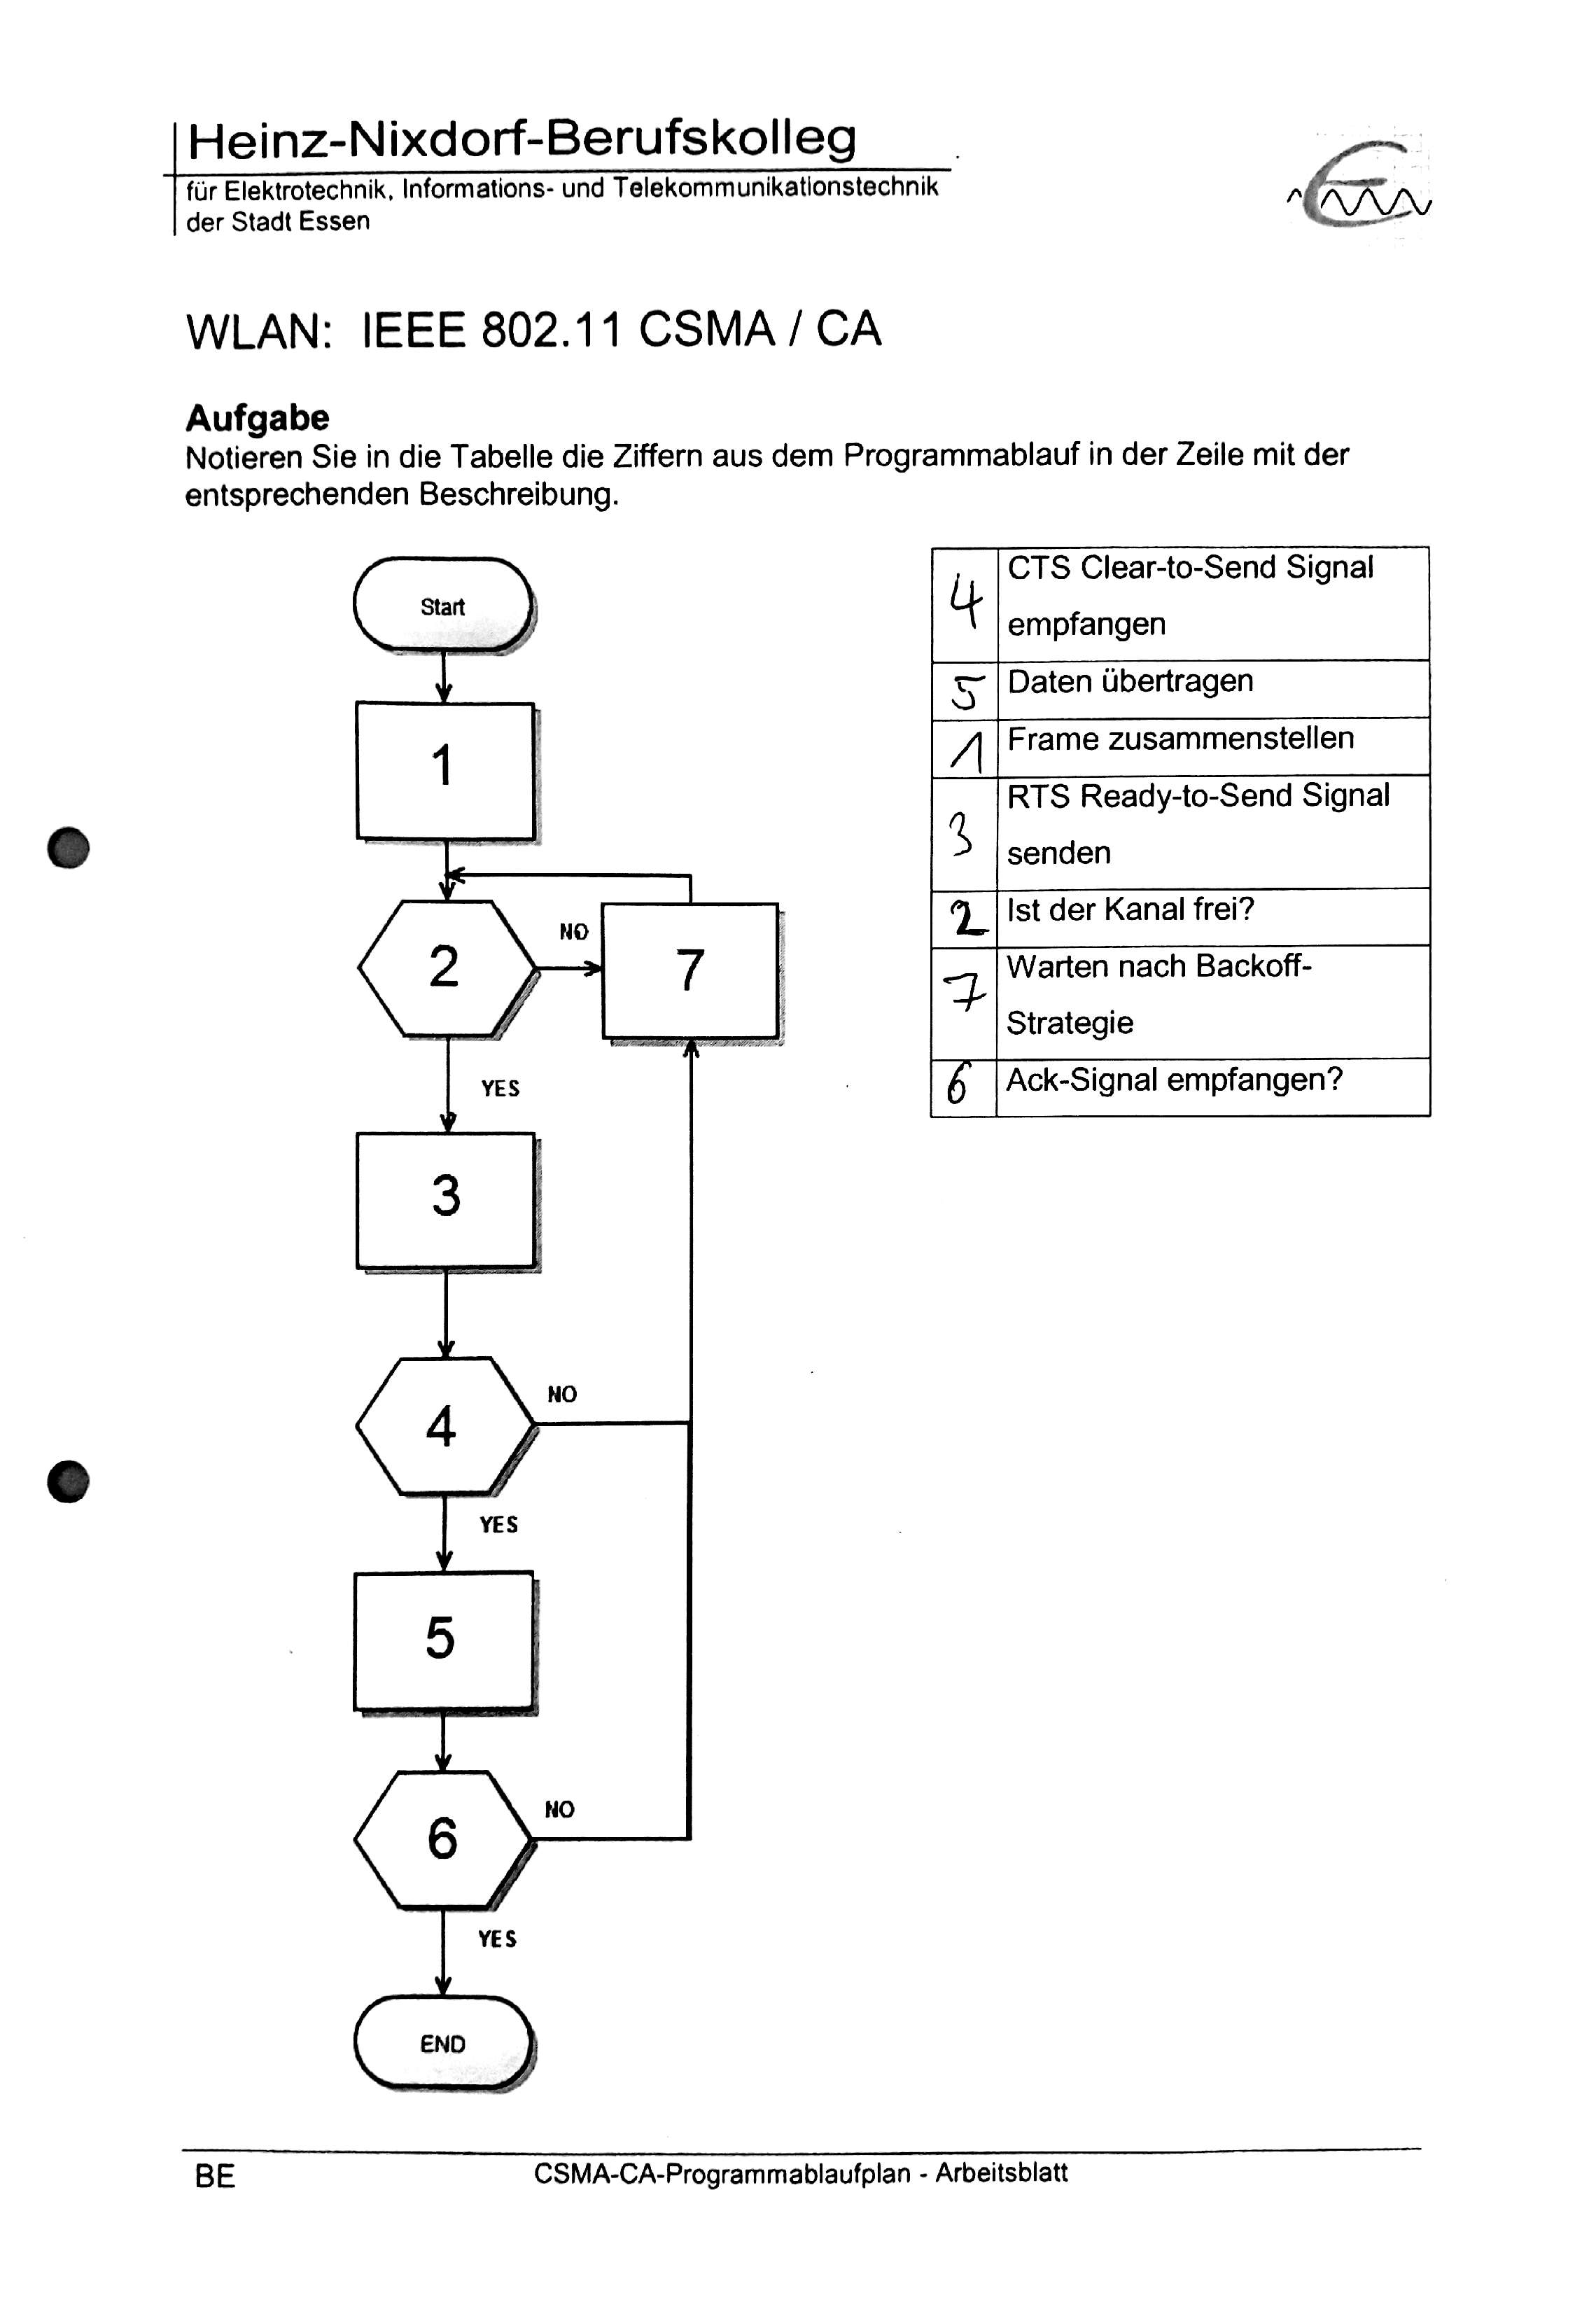 Heinz-Nixdorf-Berufskolleg
für Elektrotechnik, Informations- und Telekommunikationstechnik
der Stadt Essen
WLAN: IEEE 802.11 CSMA / CA
Aufgabe
Notieren Sie in die Tabelle die Ziffern aus dem Programmablauf in der Zeile mit der
entsprechenden Beschreibung.
Start
1
2
NO
7
YES
3
4
NO
YES
5
6
NO
YES
END
4 CTS Clear-to-Send Signal
empfangen
5 Daten übertragen
1 Frame zusammenstellen
3 RTS Ready-to-Send Signal
senden
2 Ist der Kanal frei?
7 Warten nach Backoff-
Strategie
6 Ack-Signal empfangen?
BE CSMA-CA-Programmablaufplan - Arbeitsblatt